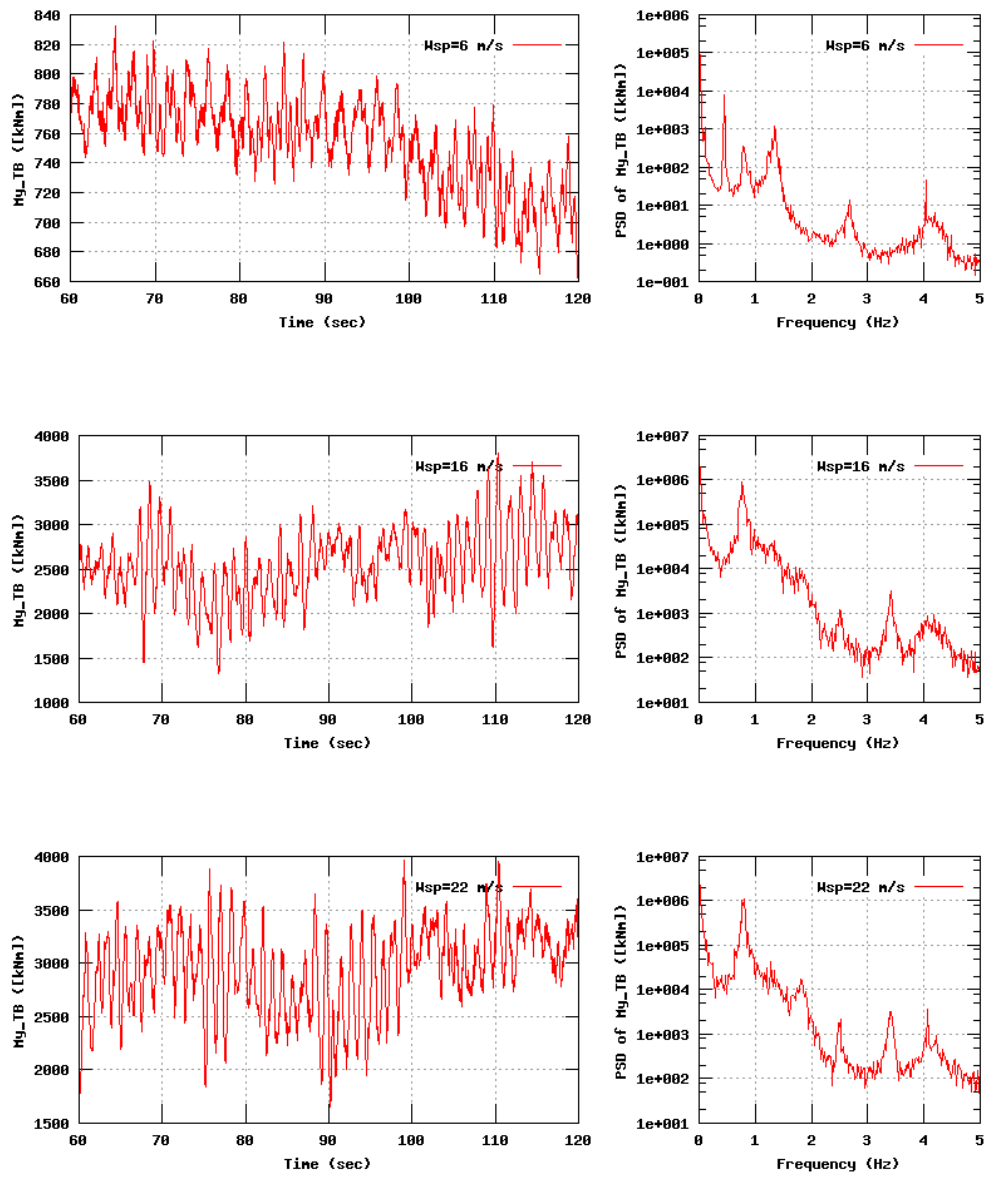 840
820
800
780
760
740
720
700
680
660
My_TB ([kNm])
Wsp=6 m/s
60 70 80 90 100 110 120
Time (sec)
1e+006
1e+005
1e+004
1e+003
1e+002
1e+001
1e+000
1e-001
PSD of My_TB ([kNm])
Wsp=6 m/s
0 1 2 3 4 5
Frequency (Hz)
4000
3500
3000
2500
2000
1500
1000
My_TB ([kNm])
Wsp=16 m/s
60 70 80 90 100 110 120
Time (sec)
1e+007
1e+006
1e+005
1e+004
1e+003
1e+002
1e+001
PSD of My_TB ([kNm])
Wsp=16 m/s
0 1 2 3 4 5
Frequency (Hz)
4000
3500
3000
2500
2000
1500
My_TB ([kNm])
Wsp=22 m/s
60 70 80 90 100 110 120
Time (sec)
1e+007
1e+006
1e+005
1e+004
1e+003
1e+002
1e+001
PSD of My_TB ([kNm])
Wsp=22 m/s
0 1 2 3 4 5
Frequency (Hz)